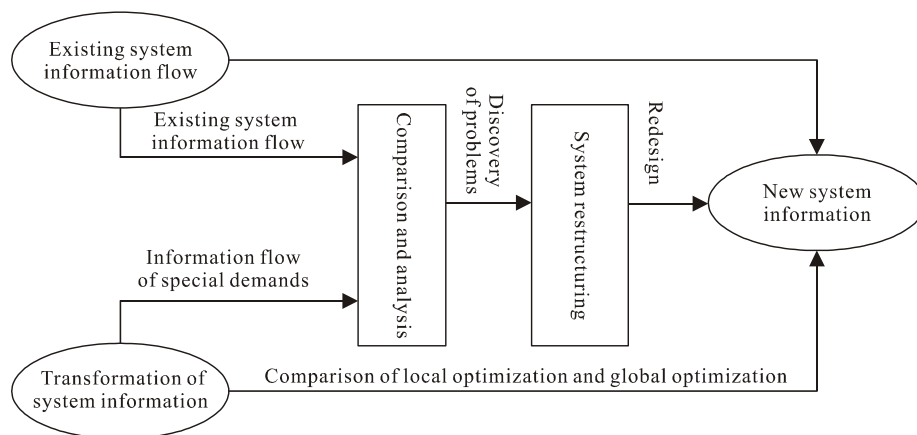 Existing system
information flow
Existing system
information flow
Comparison and analysis
Discovery
of problems
System restructuring
Redesign
New system
information
Information flow
of special demands
Transformation of
system information
Comparison of local optimization and global optimization